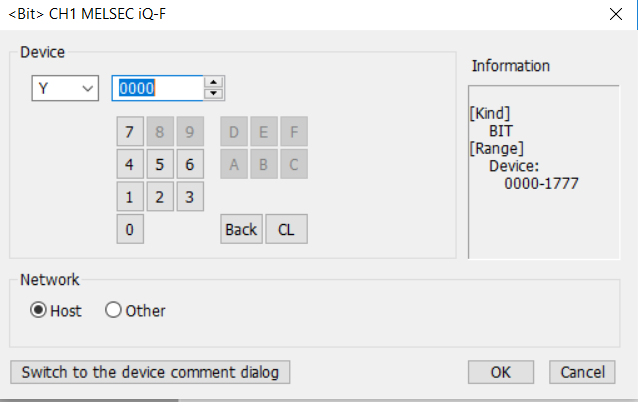 <Bit> CH1 MELSEC iQ-F
Device
Y 0000
7 8 9 D E F
4 5 6 A B C
1 2 3
0 Back CL
Information
[Kind]
BIT
[Range]
Device:
0000-1777
Network
Host Other
Switch to the device comment dialog OK Cancel